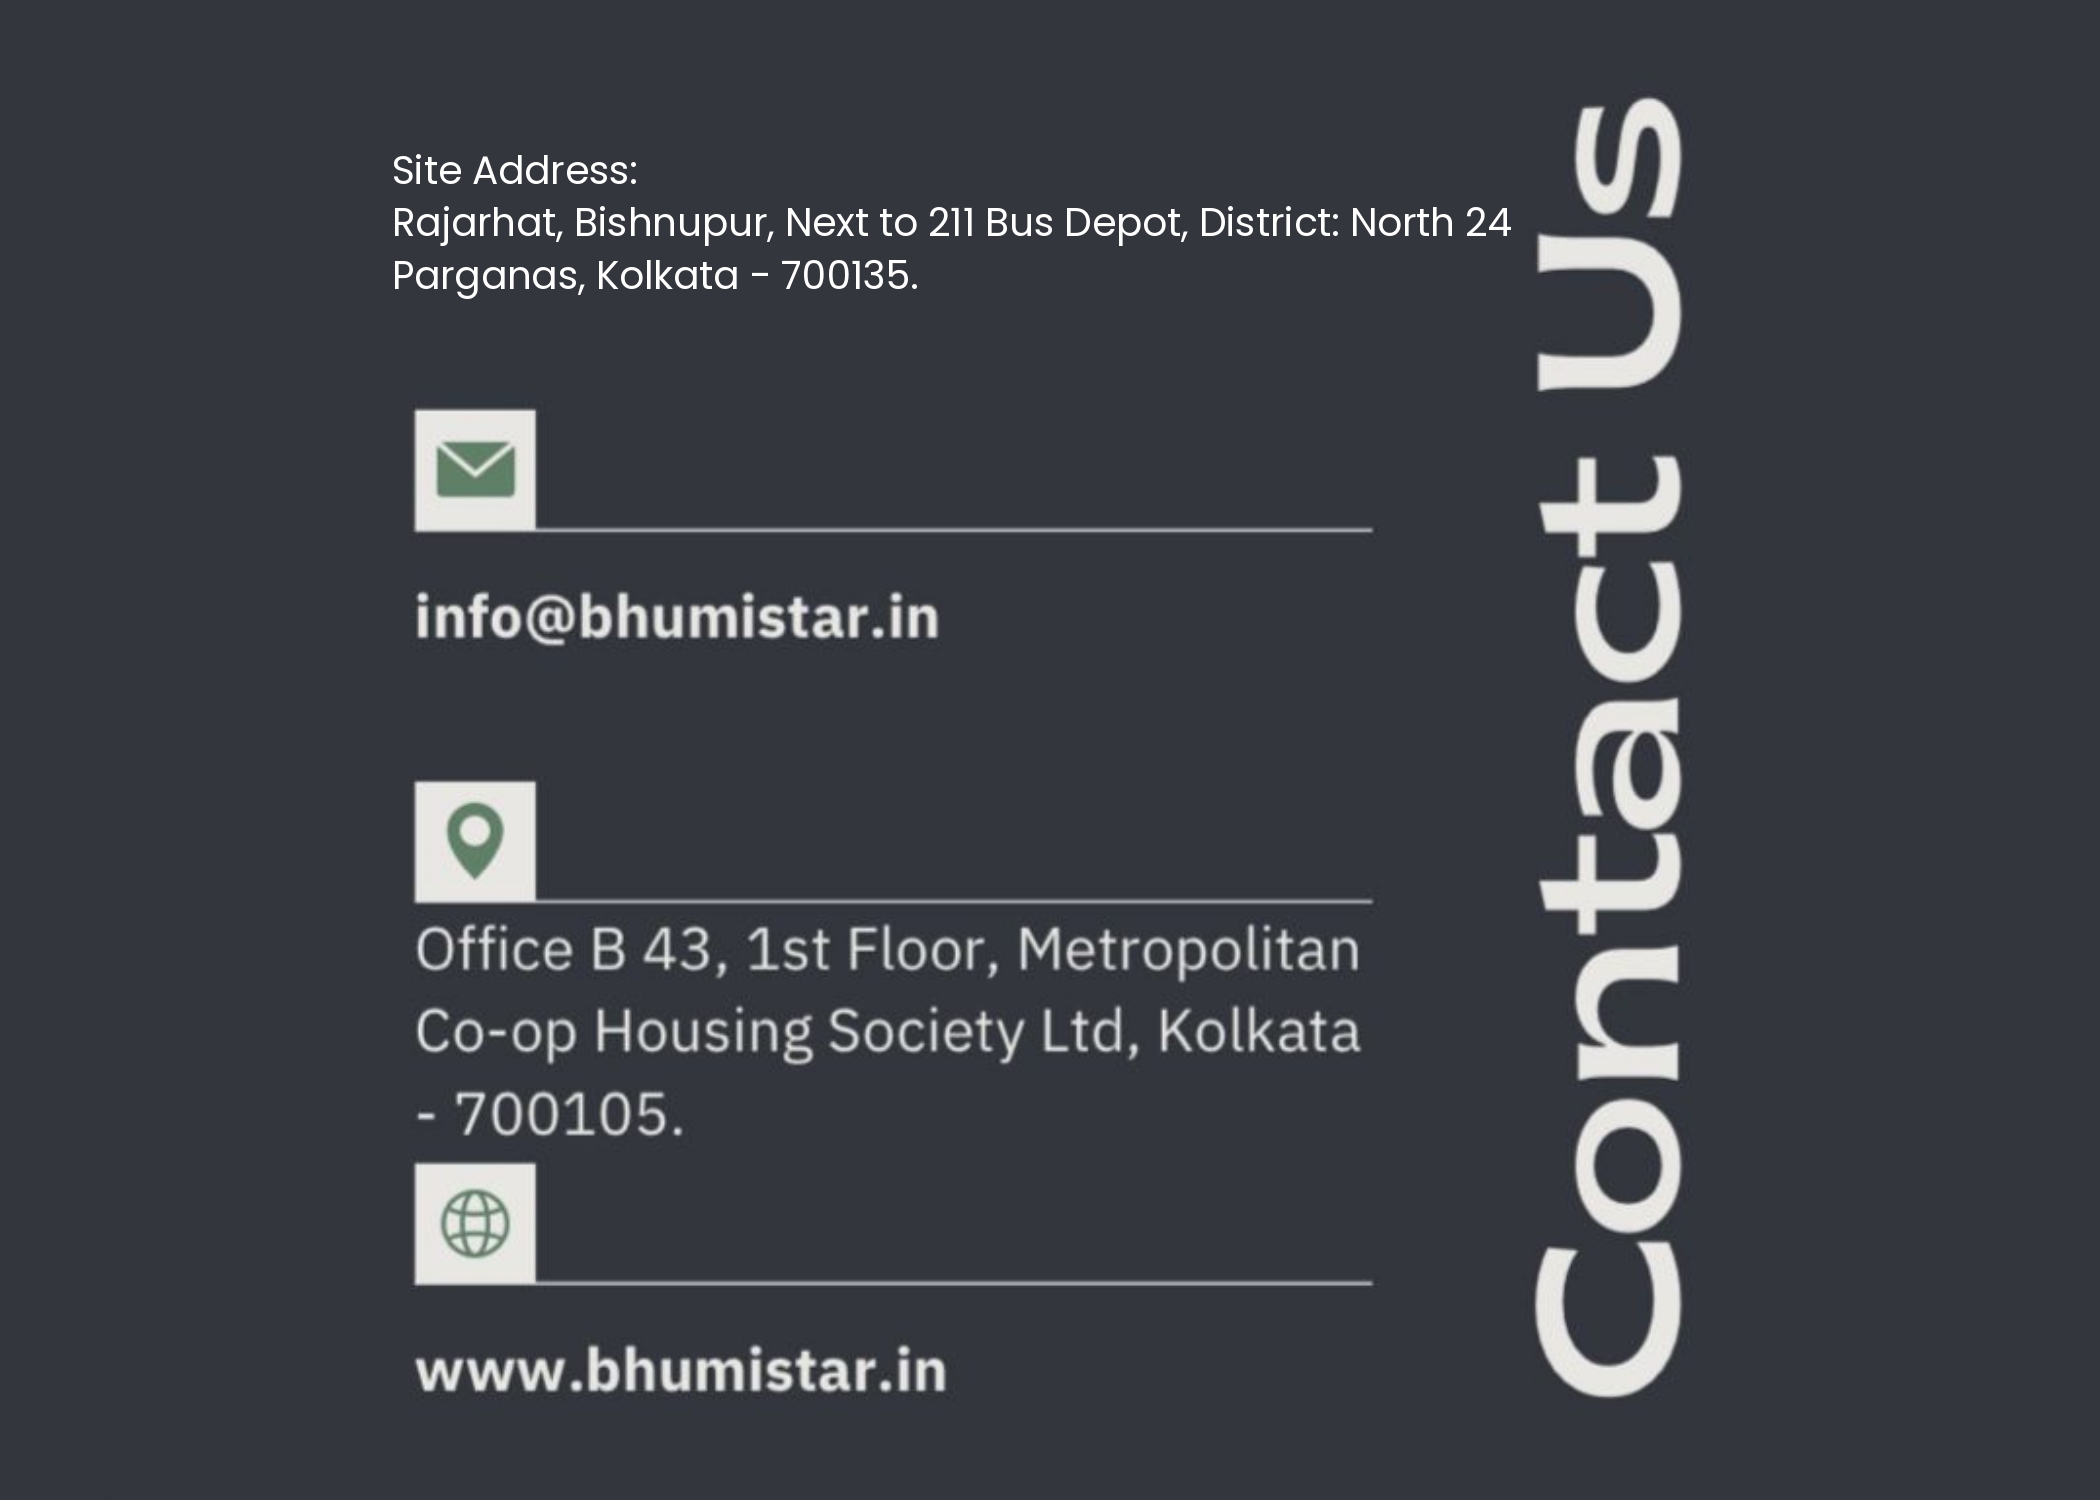 Site Address:
Rajarhat, Bishnupur, Next to 211 Bus Depot, District: North 24
Parganas, Kolkata - 700135.
info@bhumistar.in
Office B 43, 1st Floor, Metropolitan
Co-op Housing Society Ltd, Kolkata
- 700105.
www.bhumistar.in
Contact Us